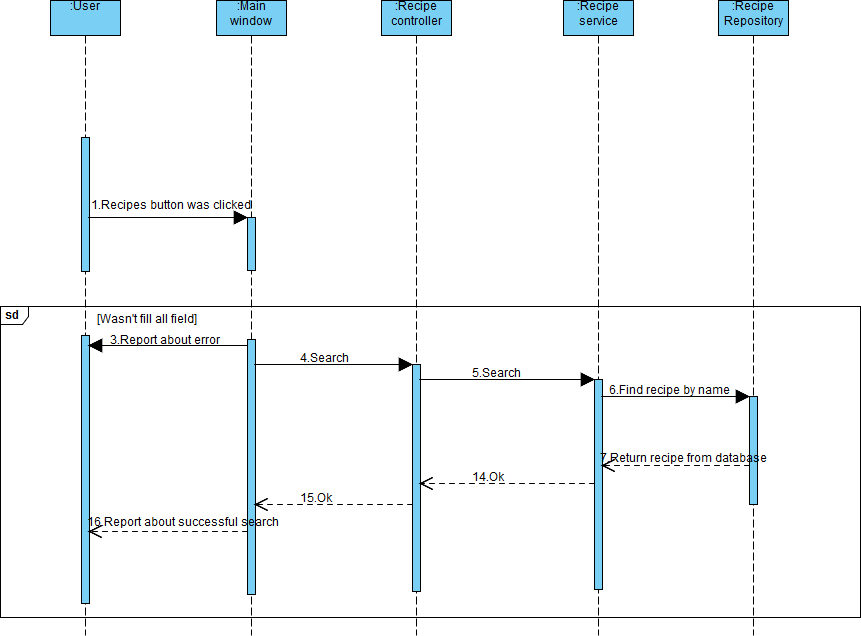 :User
:Main
window
:Recipe
controller
:Recipe
service
:Recipe
Repository
1.Recipes button was clicked
sd
[Wasn't fill all field]
3.Report about error
4.Search
5.Search
6.Find recipe by name
7.Return recipe from database
14.Ok
15.Ok
16.Report about successful search